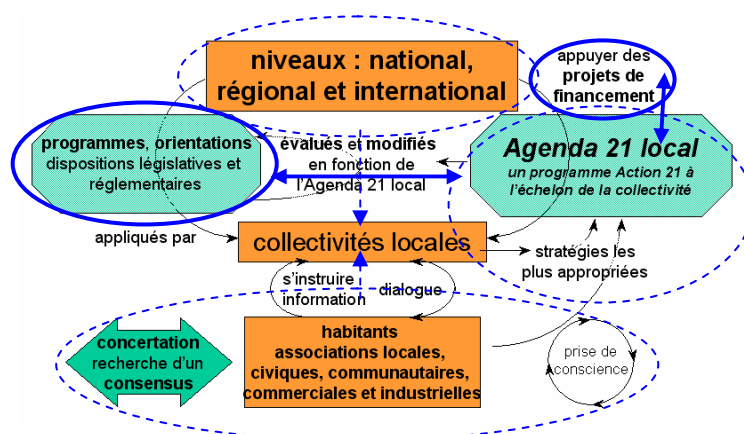 niveaux : national,
régional et international
appuyer des
projets de
financement
programmes, orientations
dispositions législatives et
réglementaires
évalués et modifiés
en fonction de
l'Agenda 21 local
Agenda 21 local
un programme Action 21 à
l'échelon de la collectivité
appliqués par
collectivités locales
stratégies les
plus appropriées
s'instruire
information
dialogue
concertation
recherche d'un
consensus
habitants
associations locales,
civiques, communautaires,
commerciales et industrielles
prise de
conscience